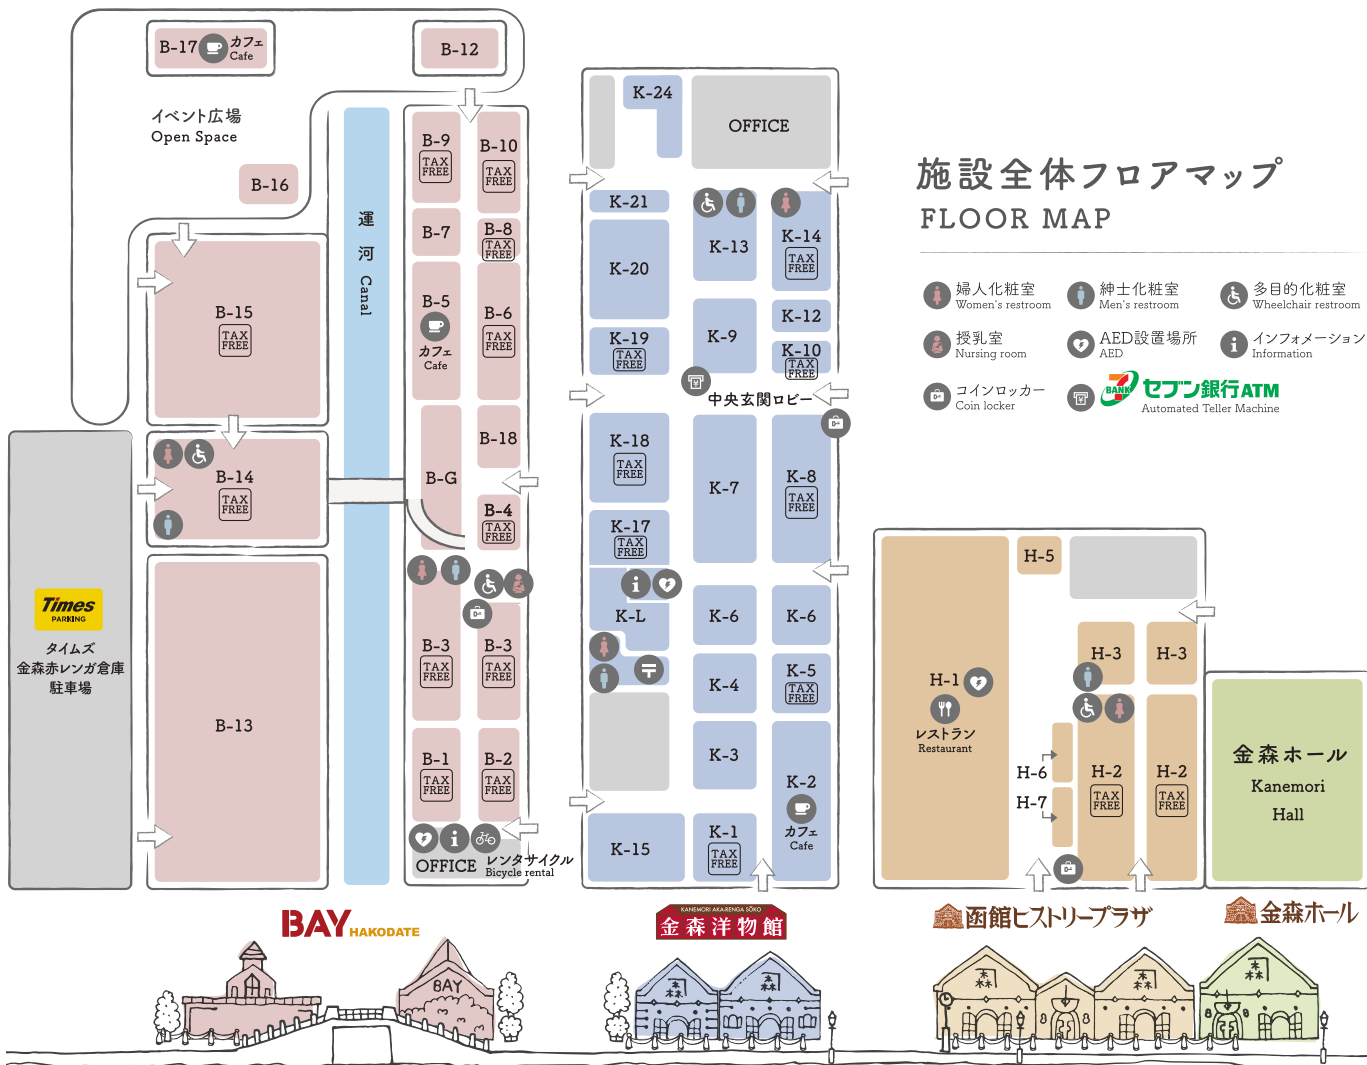 施設全体フロアマップ
FLOOR MAP
婦人化粧室
Women's restroom
紳士化粧室
Men's restroom
多目的化粧室
Wheelchair restroom
授乳室
Nursing room
AED設置場所
AED
インフォメーション
Information
コインロッカー
Coin locker
7 BANK
セブン銀行ATM
Automated Teller Machine
B-17
カフェ
Cafe
B-12
イベント広場
Open Space
B-16
B-15
TAX FREE
B-14
TAX FREE
B-13
Times
PARKING
タイムズ
金森赤レンガ倉庫
駐車場
運河 Canal
B-9
TAX FREE
B-10
TAX FREE
B-7
B-8
TAX FREE
B-5
カフェ
Cafe
B-6
TAX FREE
B-18
B-G
B-4
TAX FREE
B-3
TAX FREE
B-3
TAX FREE
B-1
TAX FREE
B-2
TAX FREE
OFFICE
レンタサイクル
Bicycle rental
K-24
OFFICE
K-21
K-13
K-14
TAX FREE
K-20
K-9
K-12
K-19
TAX FREE
K-10
TAX FREE
中央玄関ロビー
K-18
TAX FREE
K-7
K-8
TAX FREE
K-17
TAX FREE
K-L
K-6
K-6
K-4
K-5
TAX FREE
K-3
K-2
カフェ
Cafe
K-15
K-1
TAX FREE
H-5
H-1
レストラン
Restaurant
H-3
H-3
H-6
H-7
H-2
TAX FREE
H-2
TAX FREE
金森ホール
Kanemori
Hall
BAY HAKODATE
KANEMORI AKA-RENGA SŌKO
金森洋物館
函館ヒストリープラザ
金森ホール
BAY
森
森
森
森
森